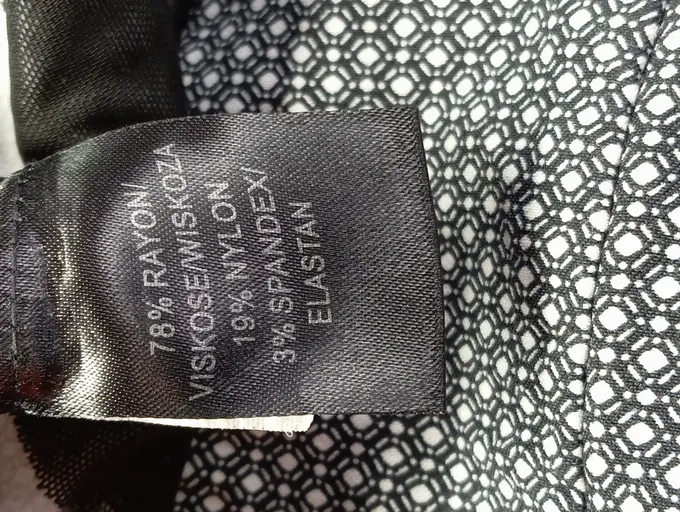 78% RAYON/
VISKOSE/WISKOZA
19% NYLON
3% SPANDEX/
ELASTAN